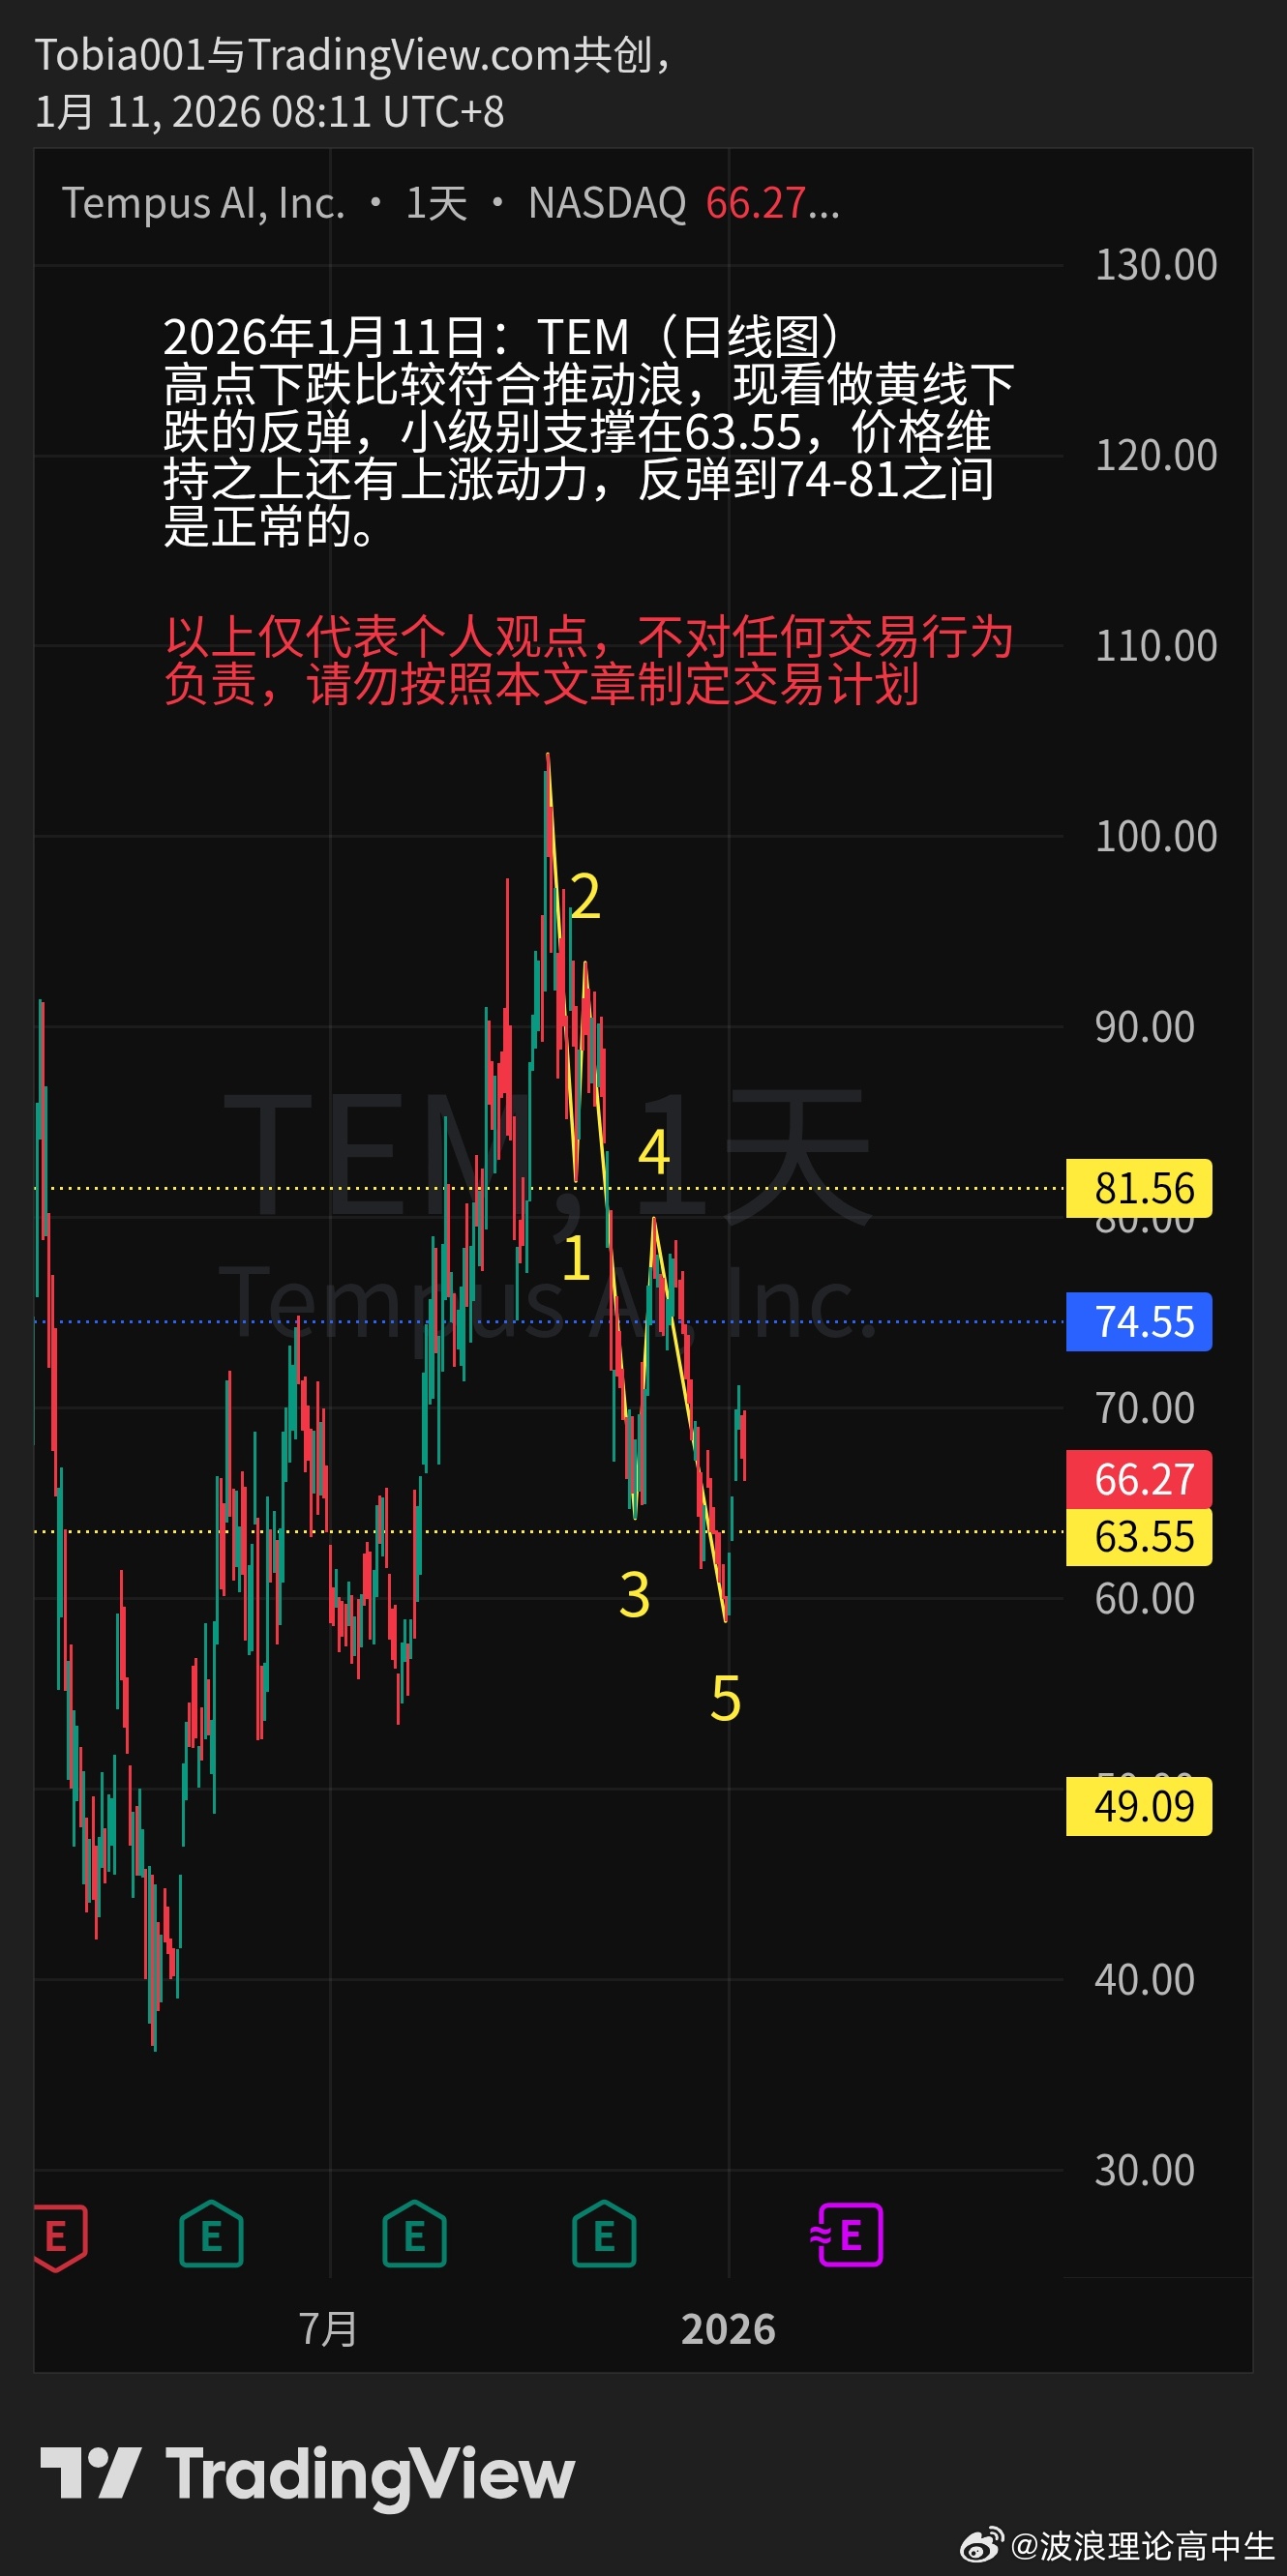 Tobia001与TradingView.com共创，
1月 11, 2026 08:11 UTC+8
Tempus AI, Inc. · 1天 · NASDAQ 66.27...
130.00
2026年1月11日：TEM（日线图）
高点下跌比较符合推动浪，现看做黄线下
跌的反弹，小级别支撑在63.55，价格维
持之上还有上涨动力，反弹到74-81之间
是正常的。
120.00
以上仅代表个人观点，不对任何交易行为
负责，请勿按照本文章制定交易计划
110.00
100.00
2
90.00
TEM, 1天
4
81.56
80.00
1
Tempus AI, Inc.
74.55
70.00
66.27
63.55
3
60.00
5
50.00
49.09
40.00
30.00
E
E
E
E
≈E
7月
2026
TradingView
@波浪理论高中生